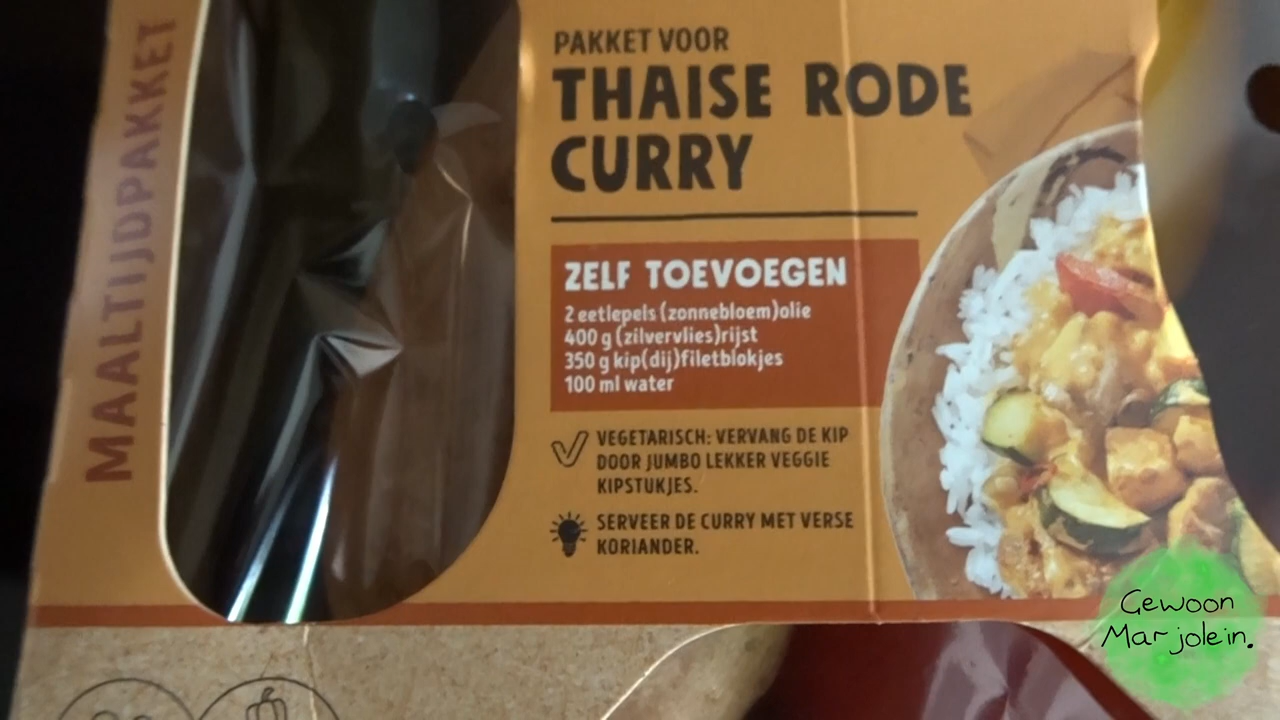 MAALTIJDPAKKET
PAKKET VOOR
THAISE RODE
CURRY
ZELF TOEVOEGEN
2 eetlepels (zonnebloem)olie
400 g (zilvervlies)rijst
350 g kip(dij)filetblokjes
100 ml water
VEGETARISCH: VERVANG DE KIP
DOOR JUMBO LEKKER VEGGIE
KIPSTUKJES.
SERVEER DE CURRY MET VERSE
KORIANDER.
Gewoon
Marjolein.